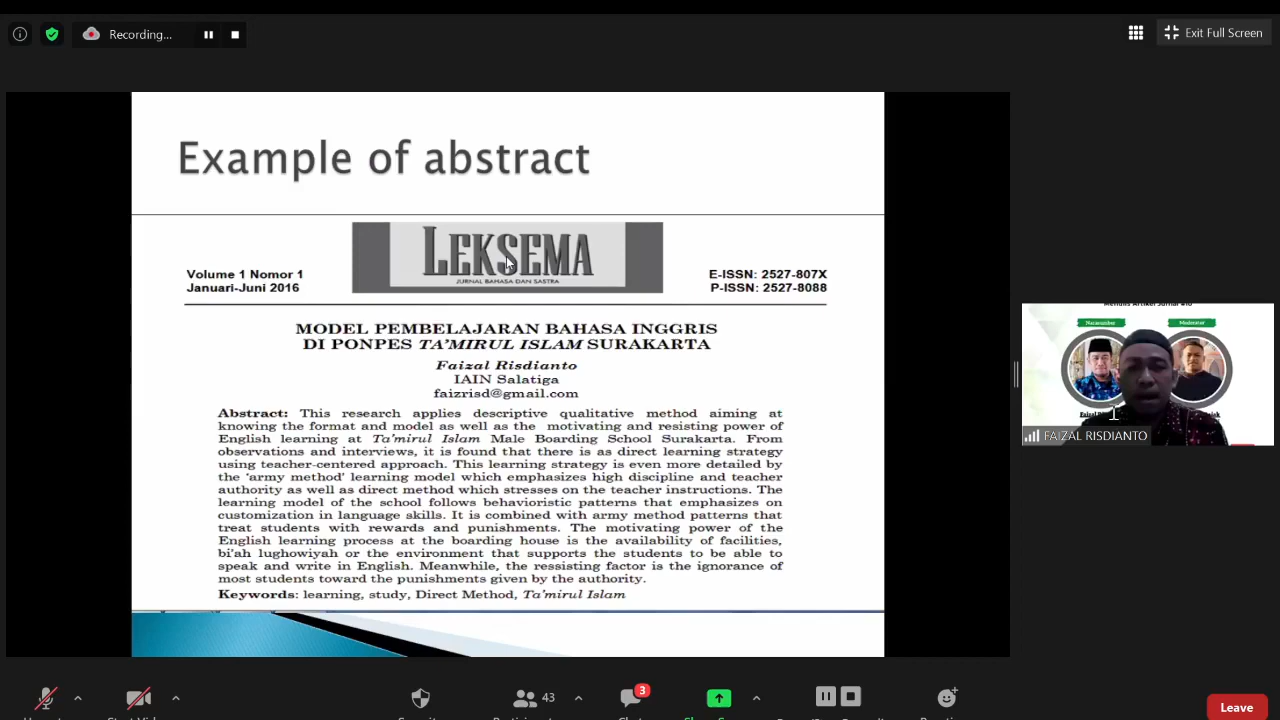 Recording...
Exit Full Screen
Example of abstract
LEKSEMA
JURNAL BAHASA DAN SASTRA
Volume 1 Nomor 1
Januari-Juni 2016
E-ISSN: 2527-807X
P-ISSN: 2527-8088
MODEL PEMBELAJARAN BAHASA INGGRIS
DI PONPES TA'MIRUL ISLAM SURAKARTA
Faizal Risdianto
IAIN Salatiga
faizrisd@gmail.com
Abstract: This research applies descriptive qualitative method aiming at
knowing the format and model as well as the motivating and resisting power of
English learning at Ta'mirul Islam Male Boarding School Surakarta. From
observations and interviews, it is found that there is as direct learning strategy
using teacher-centered approach. This learning strategy is even more detailed by
the 'army method' learning model which emphasizes high discipline and teacher
authority as well as direct method which stresses on the teacher instructions. The
learning model of the school follows behavioristic patterns that emphasizes on
customization in language skills. It is combined with army method patterns that
treat students with rewards and punishments. The motivating power of the
English learning process at the boarding house is the availability of facilities,
bi'ah lughowiyah or the environment that supports the students to be able to
speak and write in English. Meanwhile, the ressisting factor is the ignorance of
most students toward the punishments given by the authority.
Keywords: learning, study, Direct Method, Ta'mirul Islam
Narasumber
Moderator
FAIZAL RISDIANTO
43
3
Leave